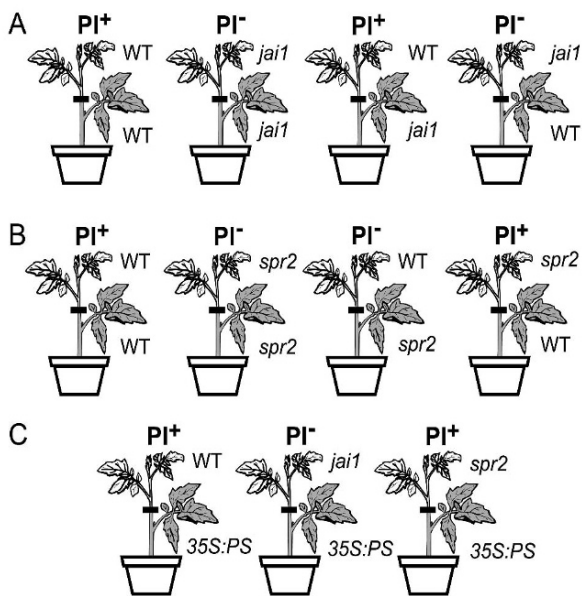 A
PI+ PI- PI+ PI-
WT jai1 WT jai1
WT jai1 jai1 WT
B
PI+ PI- PI- PI+
WT spr2 WT spr2
WT spr2 spr2 WT
C
PI+ PI- PI+
WT jai1 spr2
35S:PS 35S:PS 35S:PS